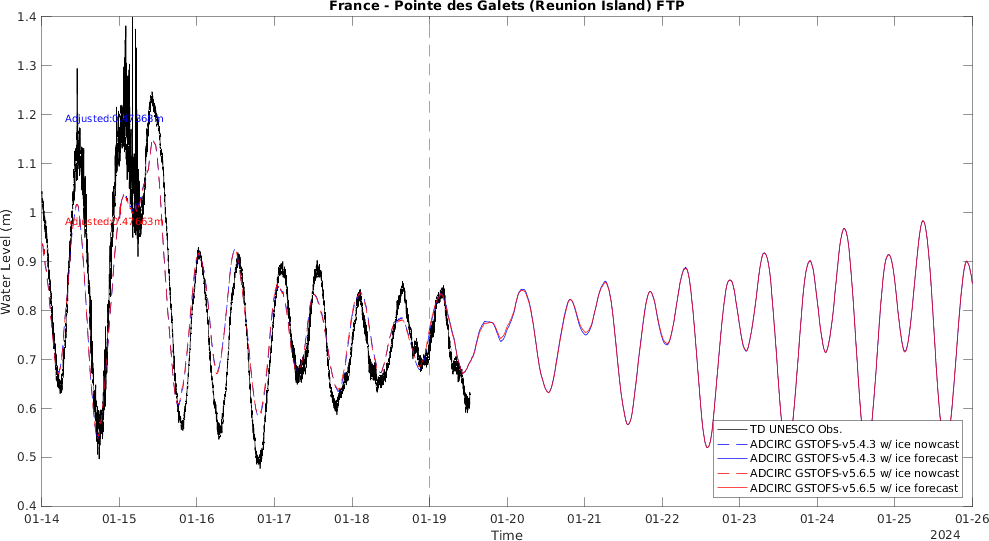 France - Pointe des Galets (Reunion Island) FTP
1.4
1.3
1.2
1.1
1
0.9
0.8
0.7
0.6
0.5
0.4
Water Level (m)
Adjusted:0.47363m
TD UNESCO Obs.
ADCIRC GSTOFS-v5.4.3 w/ ice nowcast
ADCIRC GSTOFS-v5.4.3 w/ ice forecast
ADCIRC GSTOFS-v5.6.5 w/ ice nowcast
ADCIRC GSTOFS-v5.6.5 w/ ice forecast
01-14
01-15
01-16
01-17
01-18
01-19
01-20
01-21
01-22
01-23
01-24
01-25
01-26
Time
2024